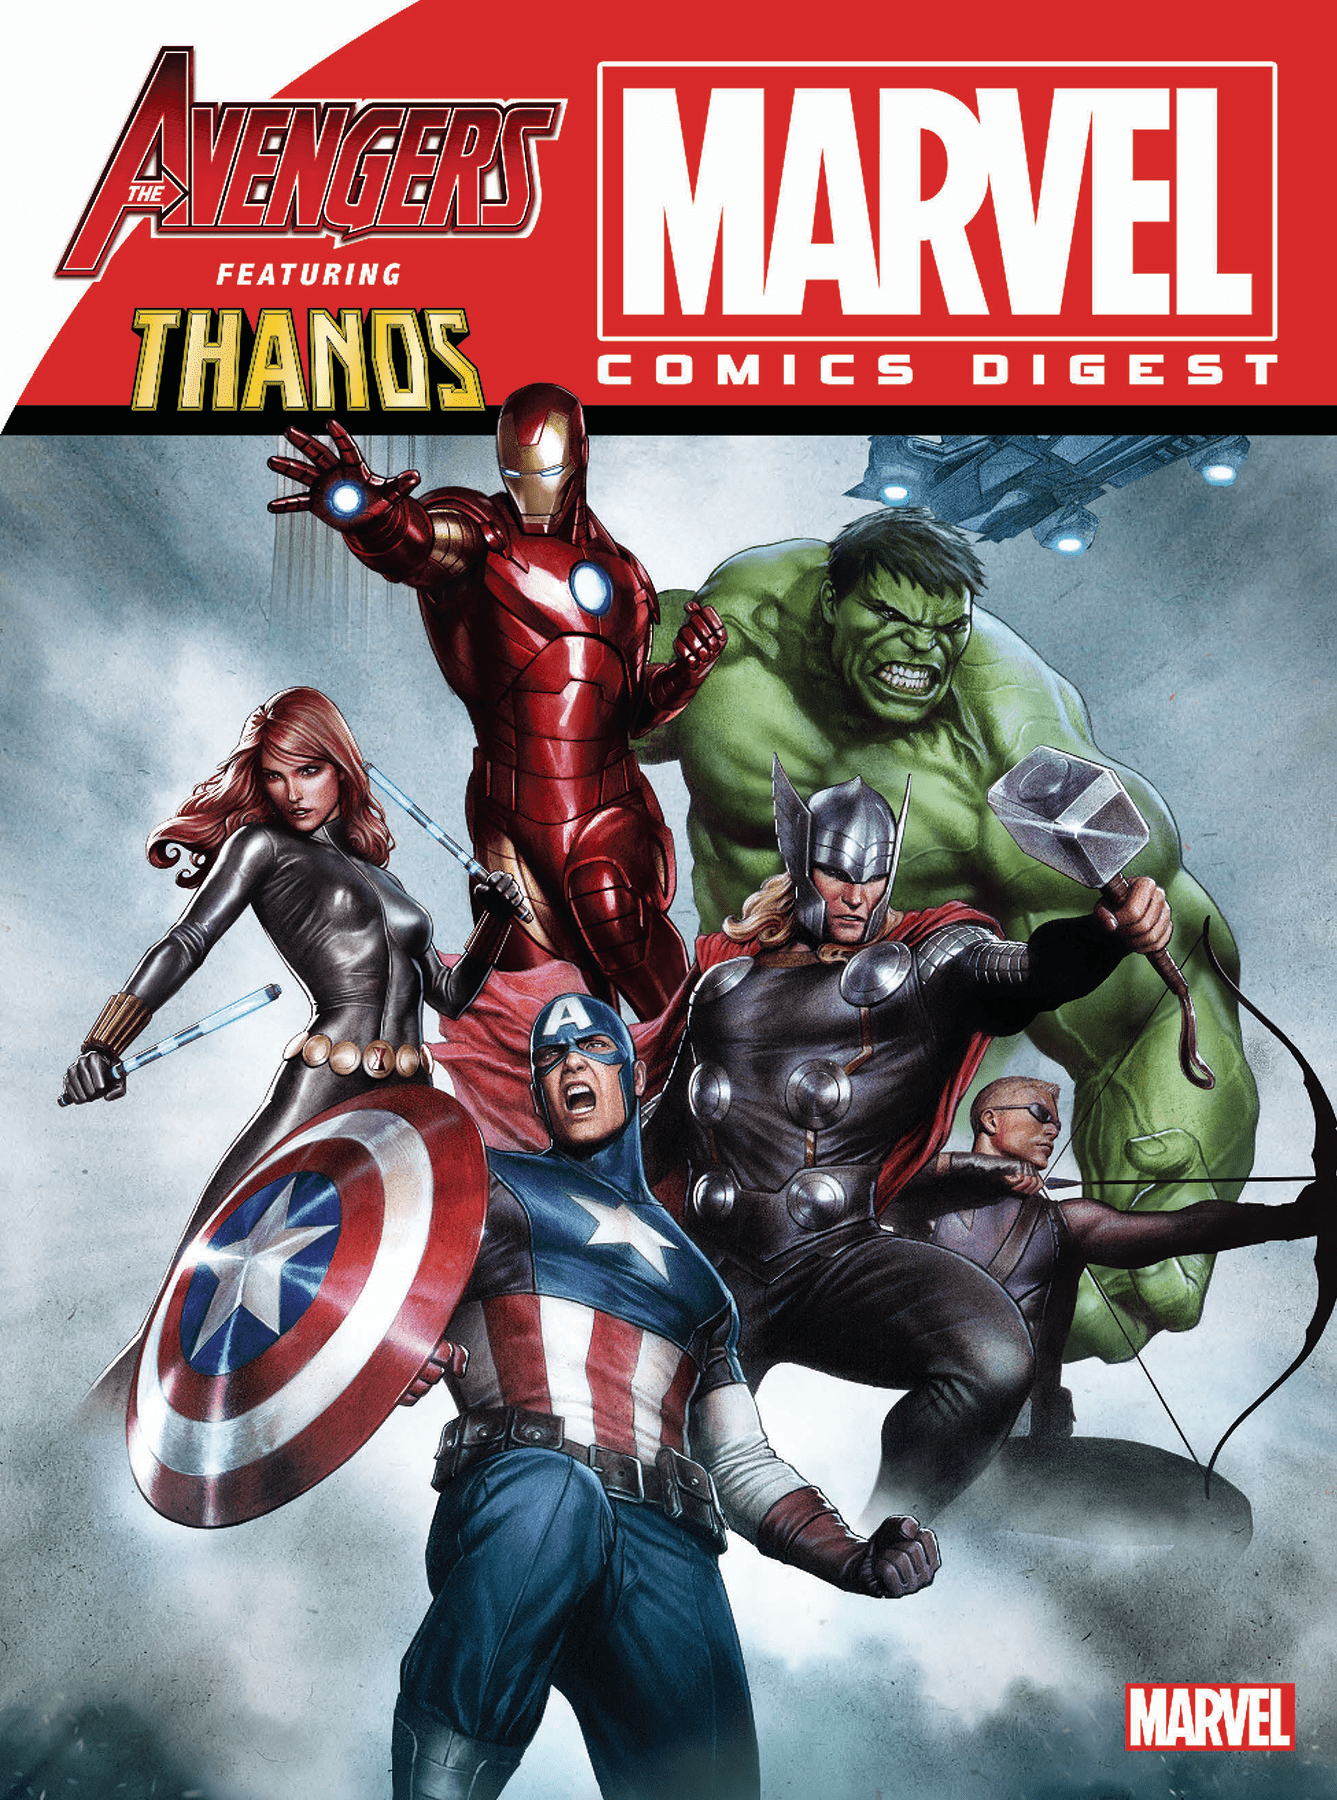 THE AVENGERS
FEATURING
THANOS
MARVEL
COMICS DIGEST
A
MARVEL